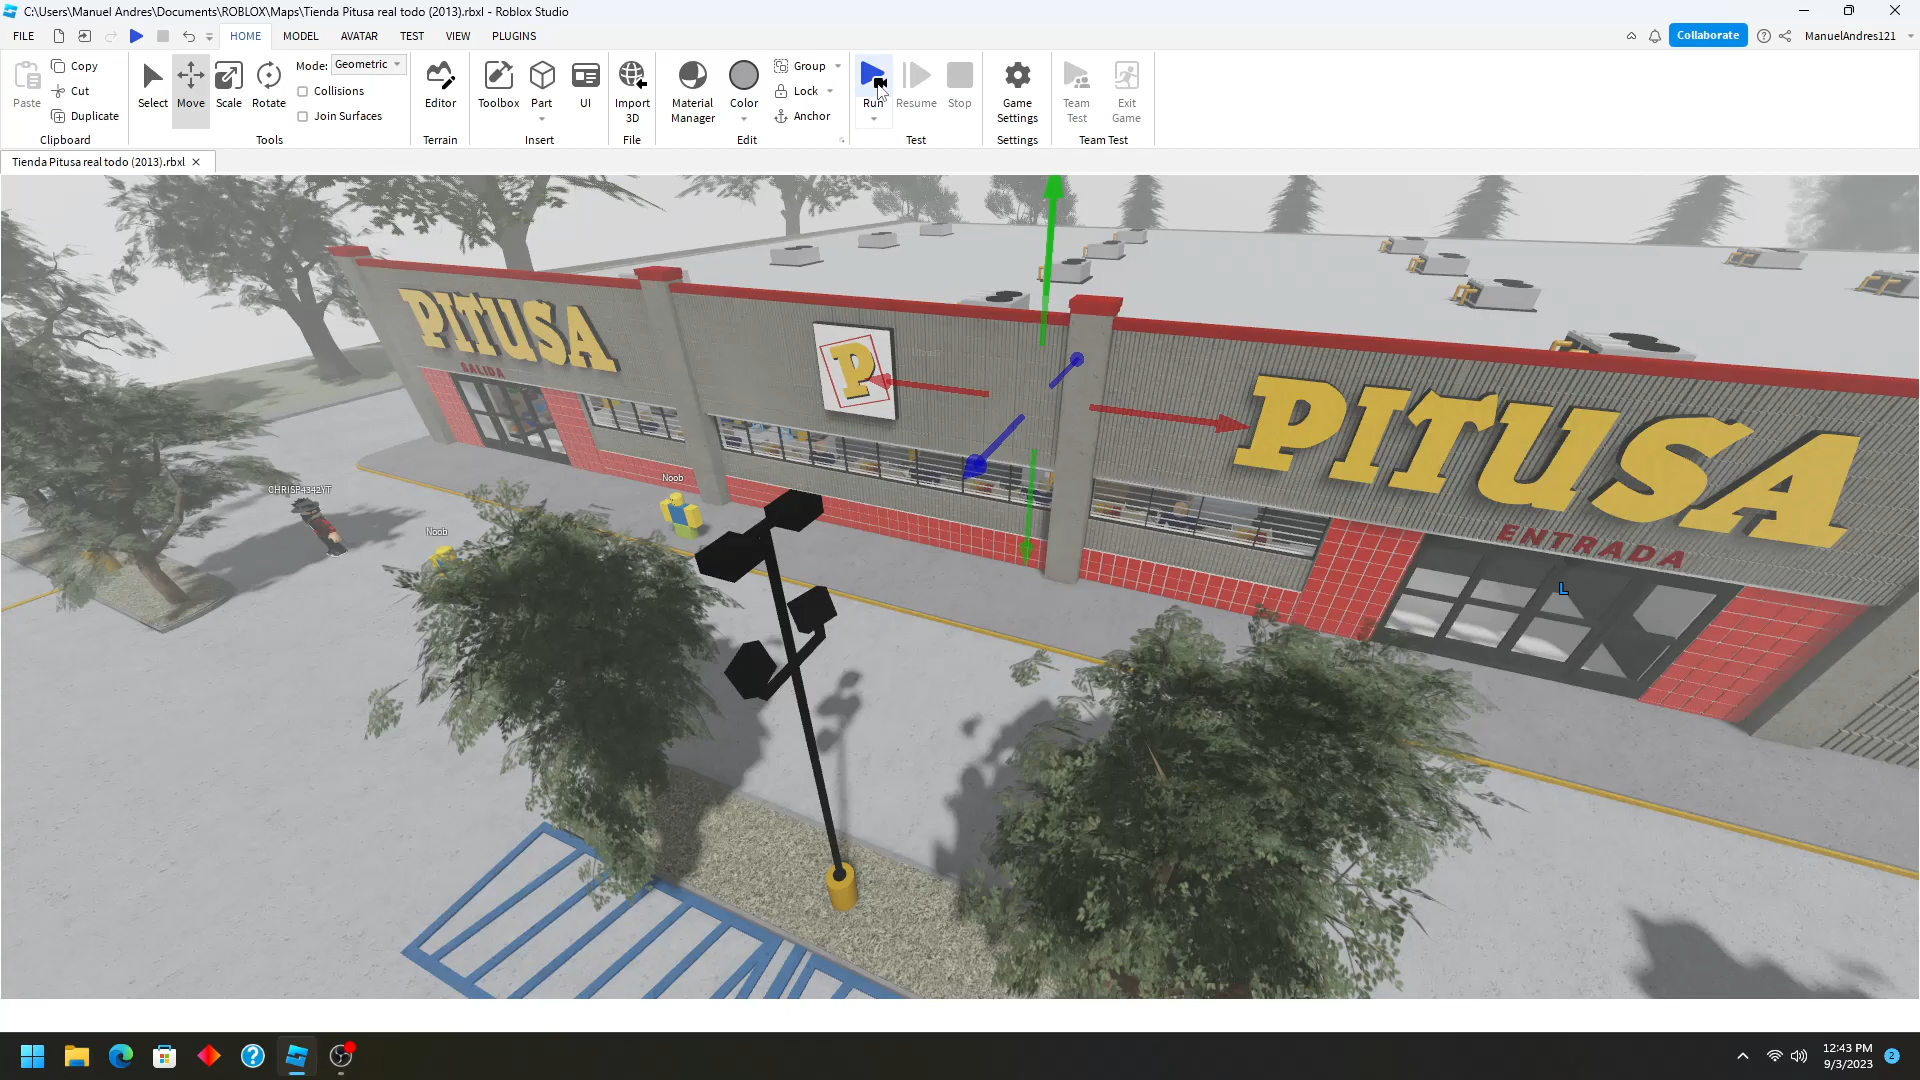 C:\Users\Manuel Andres\Documents\ROBLOX\Maps\Tienda Pitusa real todo (2013).rbxl - Roblox Studio
FILE HOME MODEL AVATAR TEST VIEW PLUGINS Collaborate ManuelAndres121
Paste Copy Cut Duplicate
Clipboard
Select Move Scale Rotate
Mode: Geometric
Collisions
Join Surfaces
Tools
Editor
Terrain
Toolbox Part UI
Insert
Import 3D
File
Material Manager Color
Group
Lock
Anchor
Edit
Run Resume Stop
Test
Game Settings
Settings
Team Test Exit Game
Team Test
Tienda Pitusa real todo (2013).rbxl
PITUSA
SALIDA
P
PITUSA
ENTRADA
L
CHRISP4342YT
Noob
Noob
12:43 PM
9/3/2023
2